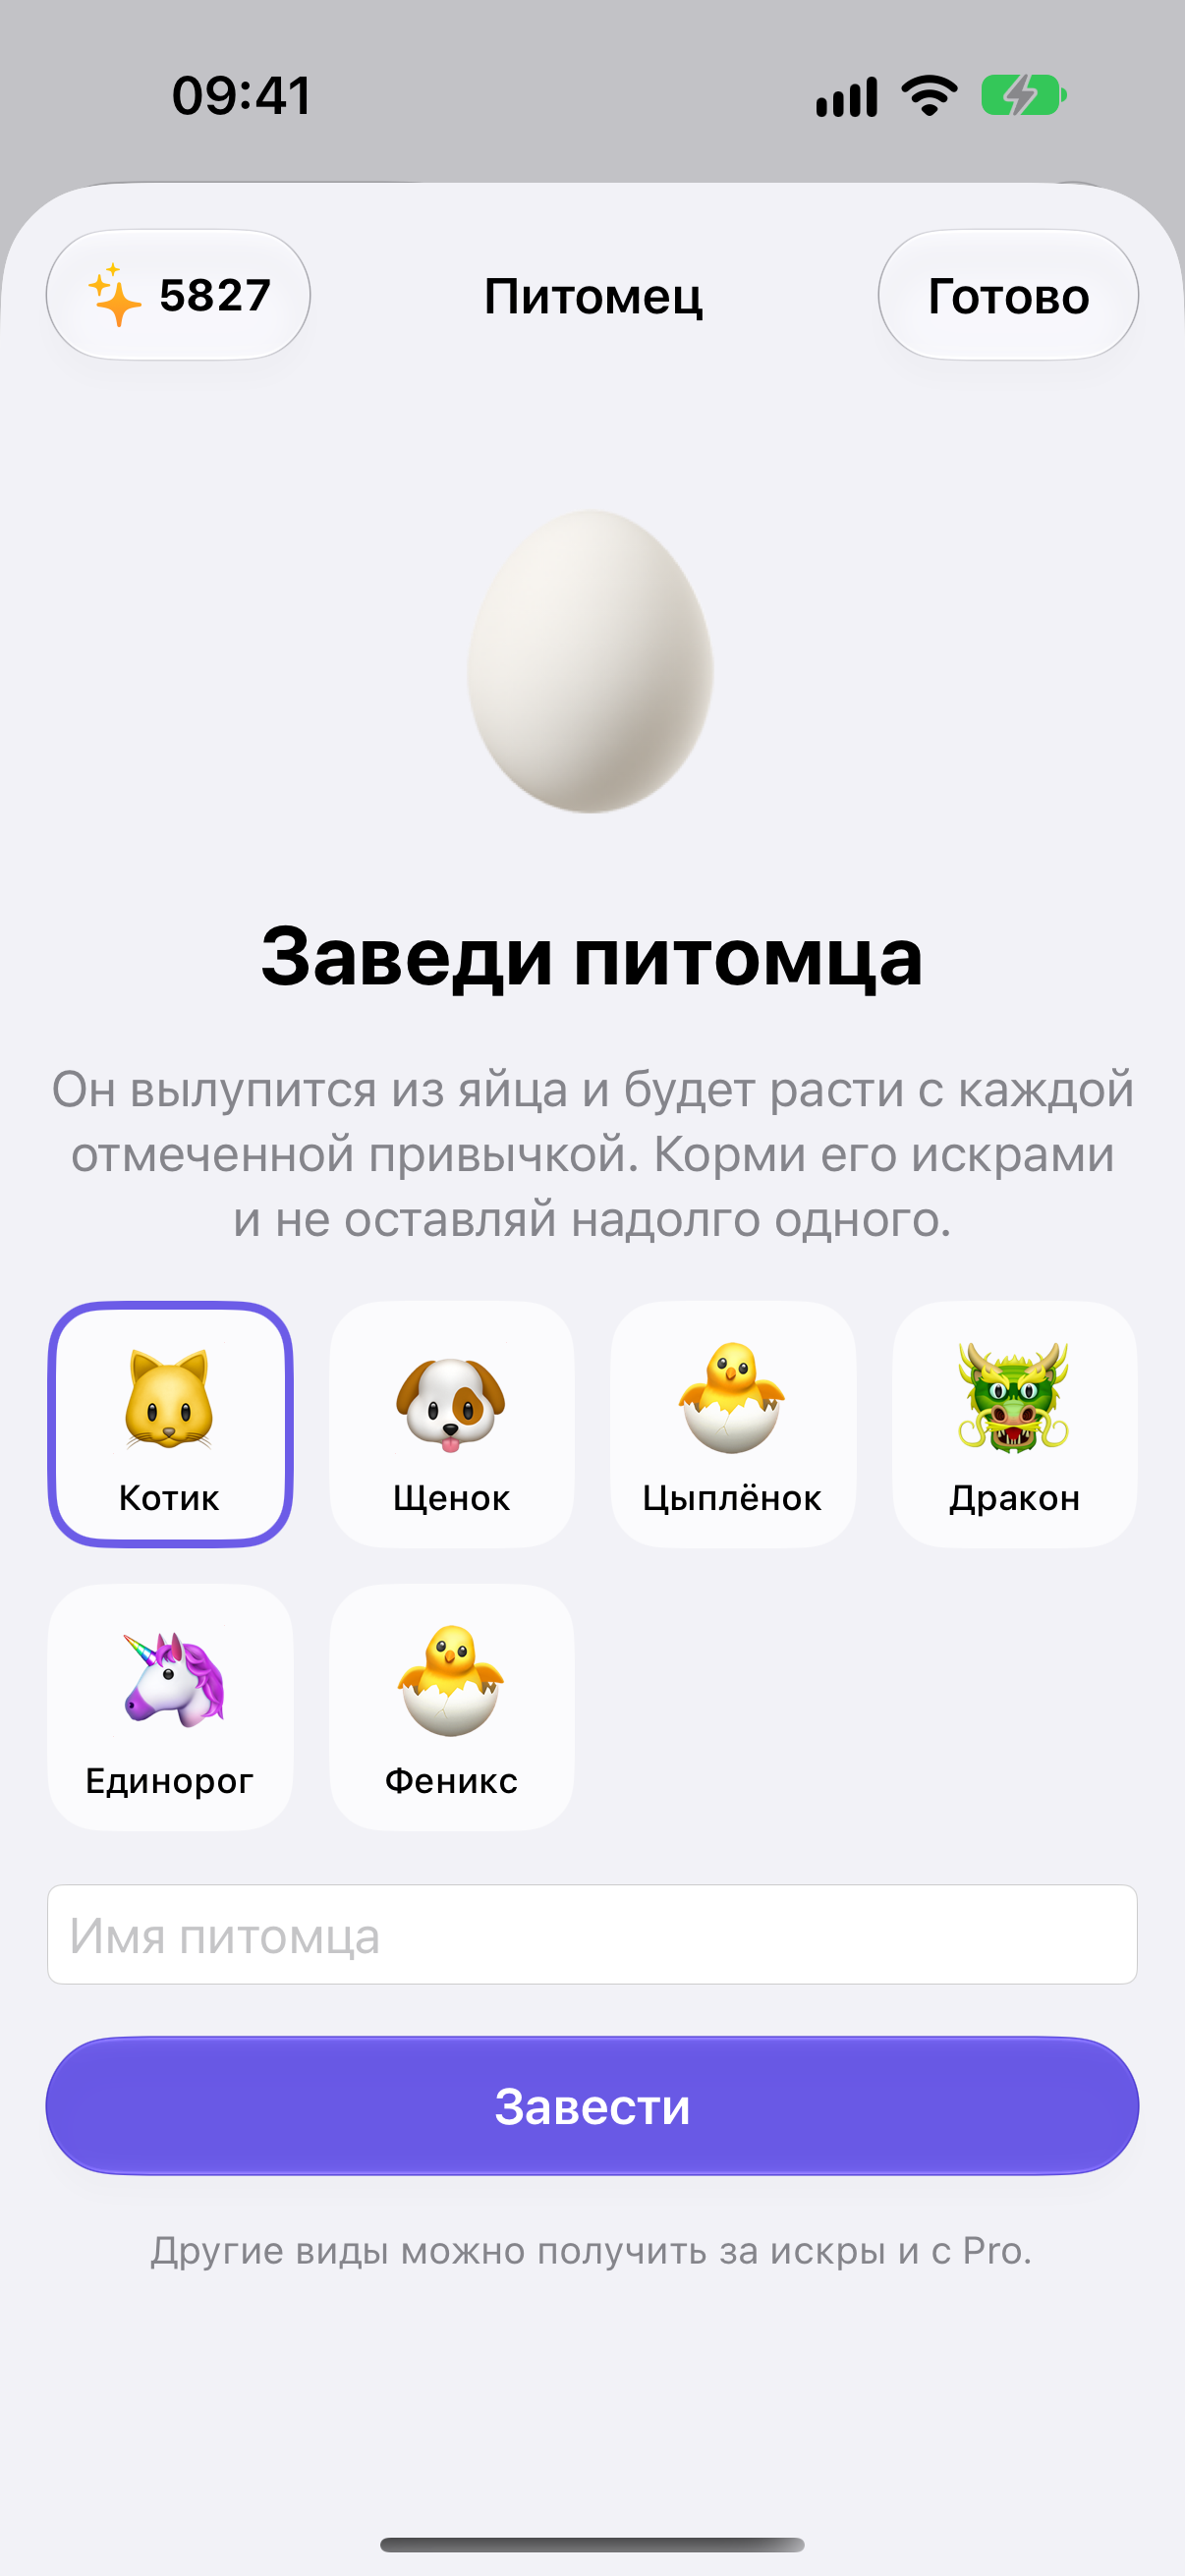 09:41
5827
Питомец
Готово
Заведи питомца
Он вылупится из яйца и будет расти с каждой
отмеченной привычкой. Корми его искрами
и не оставляй надолго одного.
Котик
Щенок
Цыплёнок
Дракон
Единорог
Феникс
Имя питомца
Завести
Другие виды можно получить за искры и с Pro.